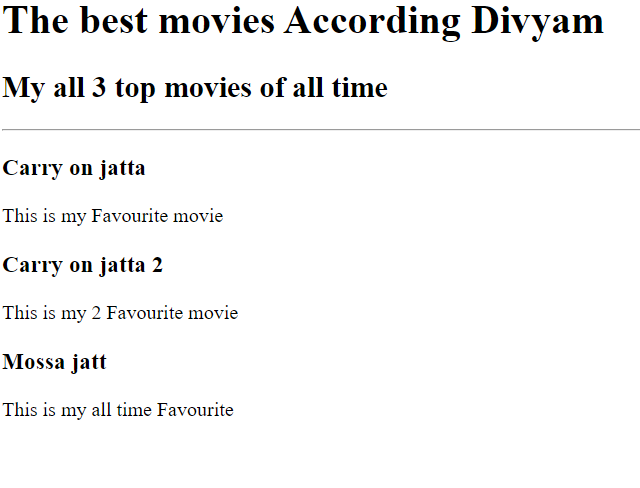 The best movies According Divyam
My all 3 top movies of all time
Carry on jatta
This is my Favourite movie
Carry on jatta 2
This is my 2 Favourite movie
Mossa jatt
This is my all time Favourite